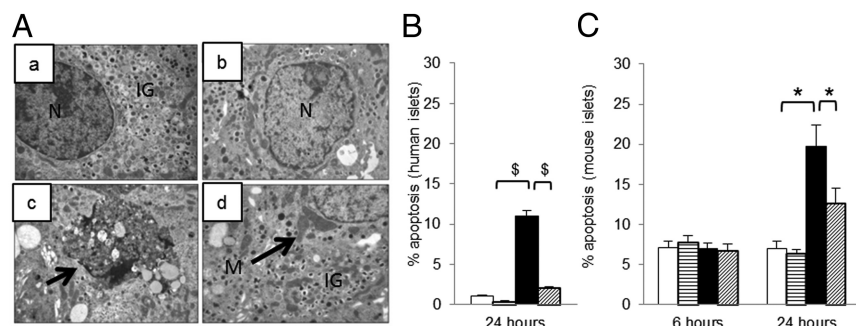 A
a
N
IG
b
N
c
d
M
IG
B
% apoptosis (human islets)
30
25
20
15
10
5
0
$
$
24 hours
C
% apoptosis (mouse islets)
30
25
20
15
10
5
0
*
*
6 hours
24 hours